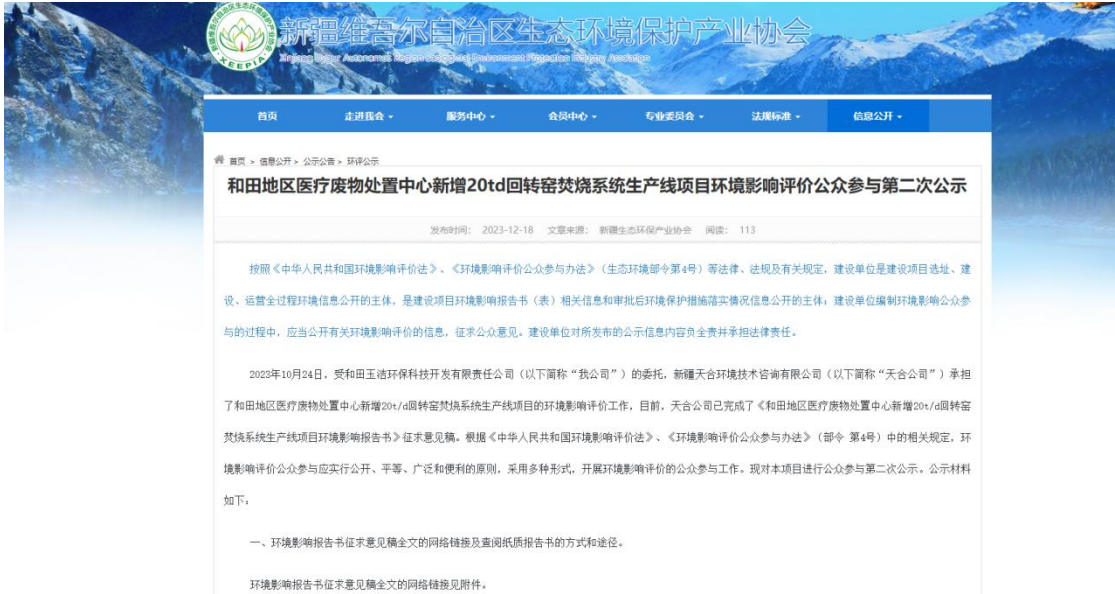 新疆维吾尔自治区生态环境保护产业协会
XEEPIA
首页 走进我会 服务中心 会员中心 专业委员会 法规标准 信息公开
首页 > 信息公开 > 公示公告 > 环评公示
和田地区医疗废物处置中心新增20td回转窑焚烧系统生产线项目环境影响评价公众参与第二次公示
发布时间: 2023-12-18 文章来源: 新疆生态环保产业协会 阅读: 113
按照《中华人民共和国环境影响评价法》、《环境影响评价公众参与办法》（生态环境部令第4号）等法律、法规及有关规定，建设单位是建设项目选址、建
设、运营全过程环境信息公开的主体，是建设项目环境影响报告书（表）相关信息和审批后环境保护措施落实情况信息公开的主体；建设单位编制环境影响公众参
与的过程中，应当公开有关环境影响评价的信息，征求公众意见。建设单位对所发布的公示信息内容负全责并承担法律责任。
2023年10月24日，受和田玉洁环保科技开发有限责任公司（以下简称“我公司”）的委托，新疆天合环境技术咨询有限公司（以下简称“天合公司”）承担
了和田地区医疗废物处置中心新增20t/d回转窑焚烧系统生产线项目的环境影响评价工作，目前，天合公司已完成了《和田地区医疗废物处置中心新增20t/d回转窑
焚烧系统生产线项目环境影响报告书》征求意见稿。根据《中华人民共和国环境影响评价法》、《环境影响评价公众参与办法》（部令 第4号）中的相关规定，环
境影响评价公众参与应实行公开、平等、广泛和便利的原则，采用多种形式，开展环境影响评价的公众参与工作。现对本项目进行公众参与第二次公示。公示材料
如下：
一、环境影响报告书征求意见稿全文的网络链接及查阅纸质报告书的方式和途径。
环境影响报告书征求意见稿全文的网络链接见附件。